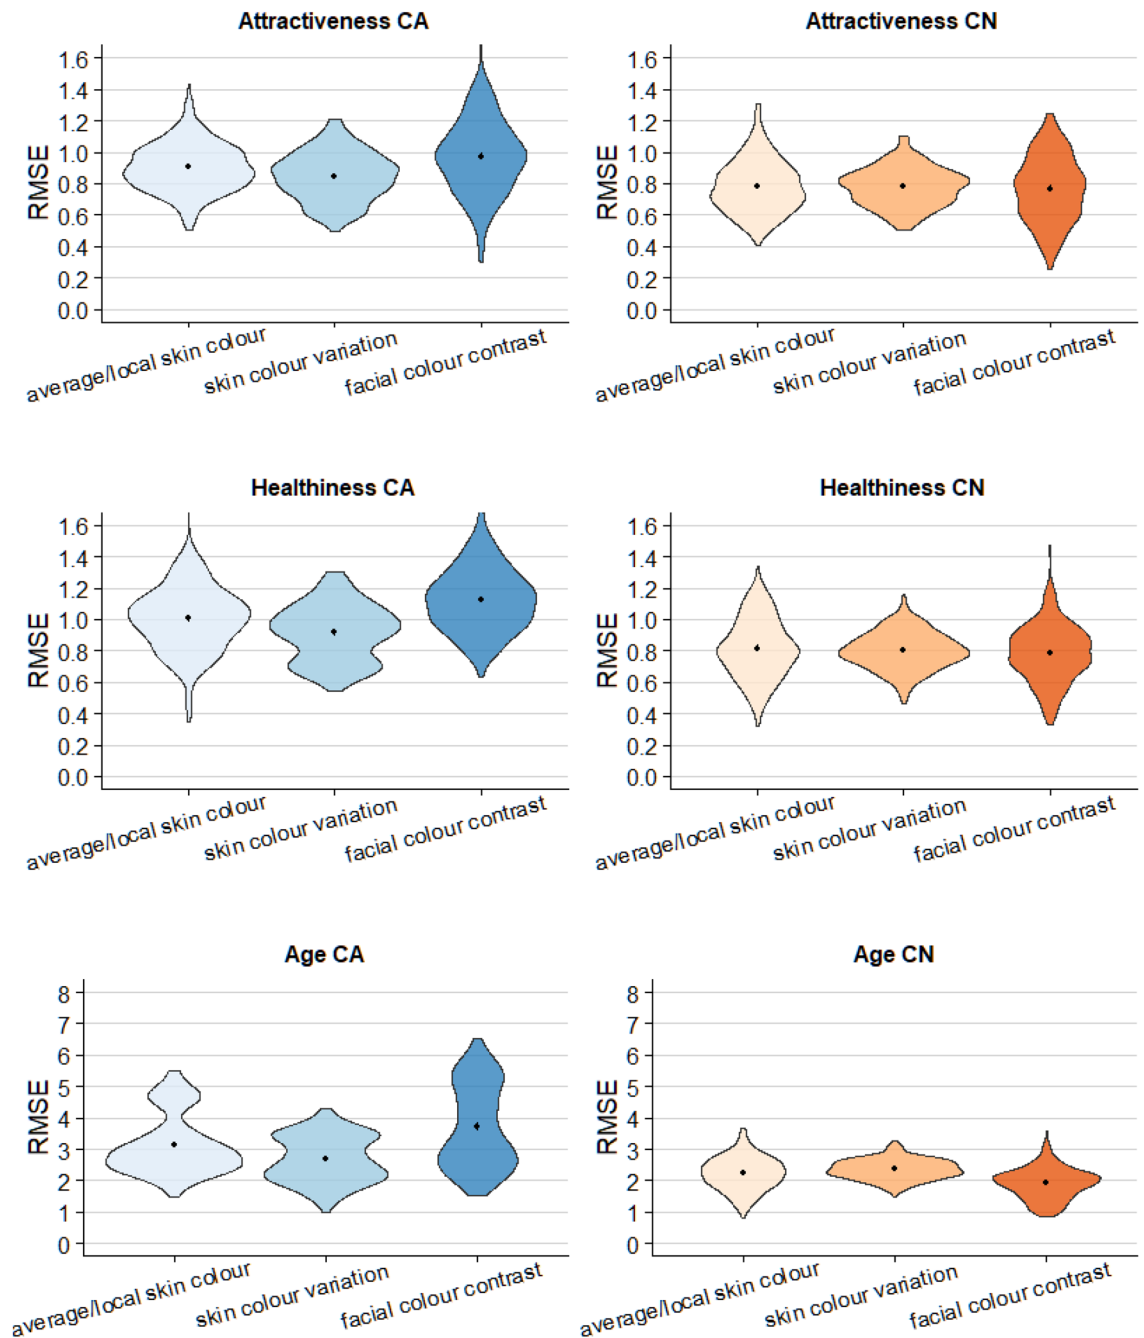 Attractiveness CA
Attractiveness CN
RMSE
1.6
1.4
1.2
1.0
0.8
0.6
0.4
0.2
0.0
average/local skin colour
skin colour variation
facial colour contrast
RMSE
1.6
1.4
1.2
1.0
0.8
0.6
0.4
0.2
0.0
average/local skin colour
skin colour variation
facial colour contrast
Healthiness CA
Healthiness CN
RMSE
1.6
1.4
1.2
1.0
0.8
0.6
0.4
0.2
0.0
average/local skin colour
skin colour variation
facial colour contrast
RMSE
1.6
1.4
1.2
1.0
0.8
0.6
0.4
0.2
0.0
average/local skin colour
skin colour variation
facial colour contrast
Age CA
Age CN
RMSE
8
7
6
5
4
3
2
1
0
average/local skin colour
skin colour variation
facial colour contrast
RMSE
8
7
6
5
4
3
2
1
0
average/local skin colour
skin colour variation
facial colour contrast